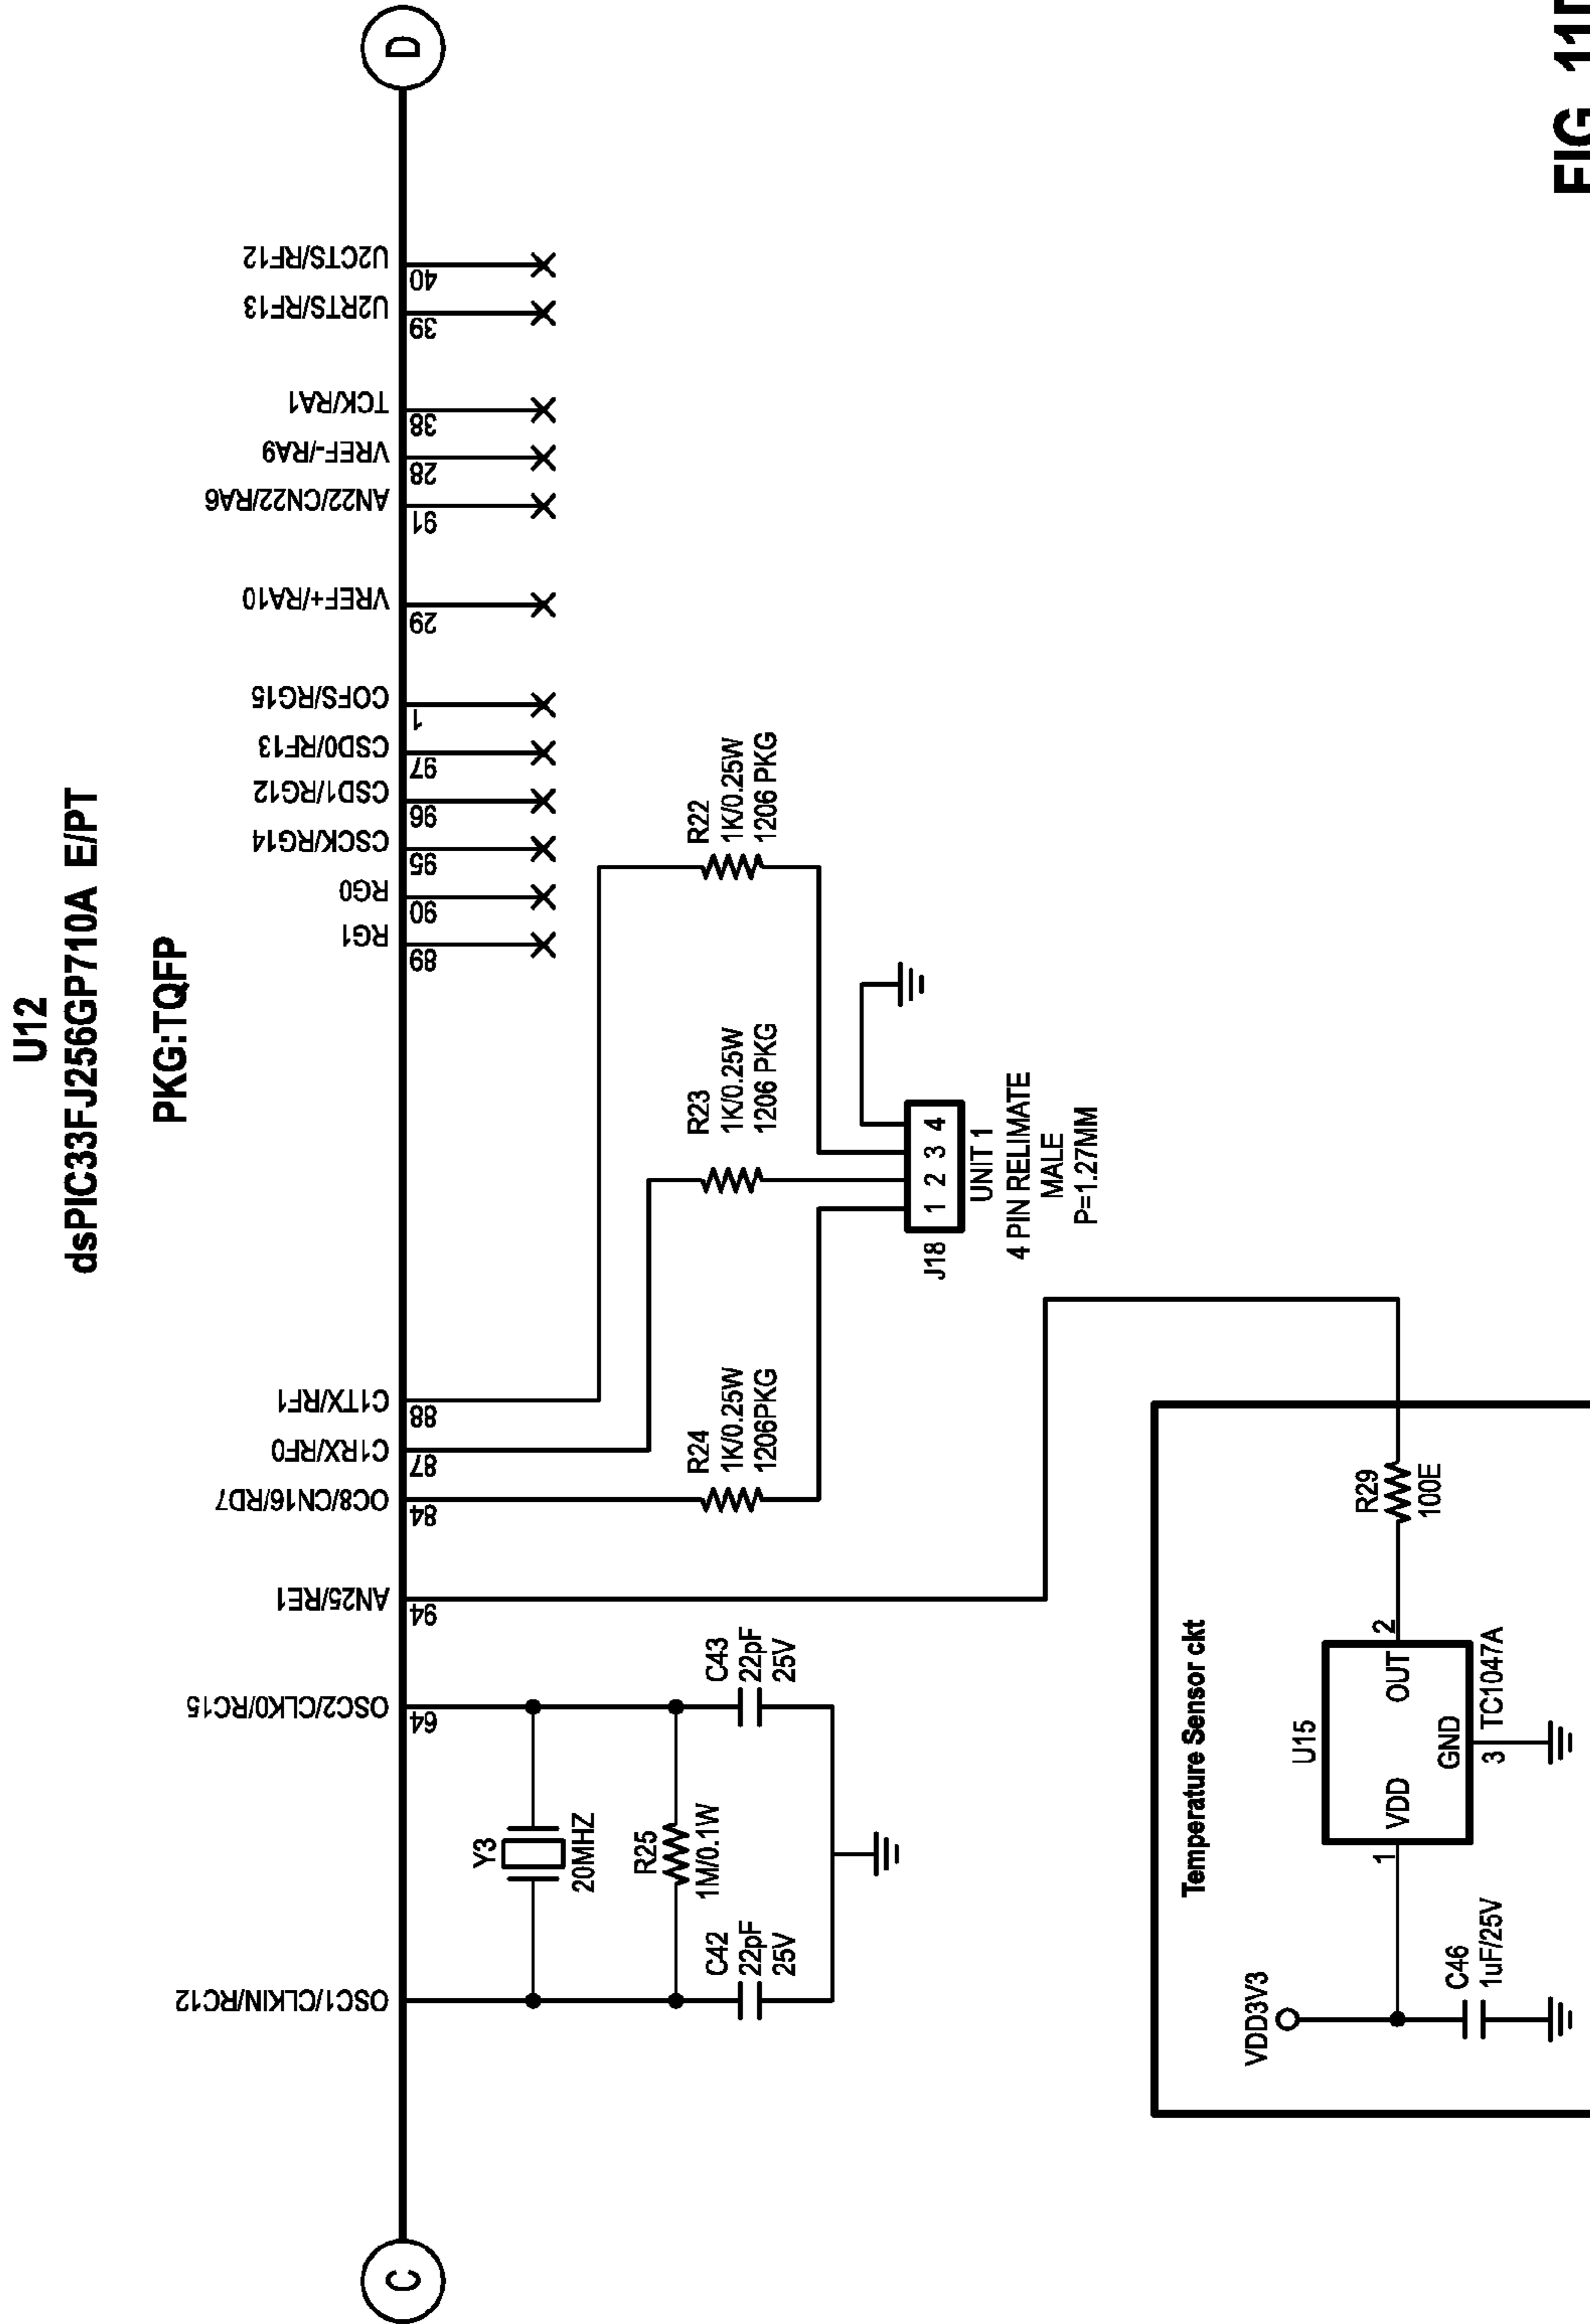 U12
dsPIC33FJ256GP710A E/PT
PKG:TQFP
C
D
OSC1/CLKIN/RC12
OSC2/CLK0/RC15
64
AN25/RE1
94
OC8/CN16/RD7
84
C1RX/RF0
87
C1TX/RF1
88
RG1
89
RG0
90
CSCK/RG14
95
CSD1/RG12
96
CSD0/RF13
97
COFS/RG15
1
VREF+/RA10
29
AN22/CN22/RA6
91
VREF-/RA9
28
TCK/RA1
38
U2RTS/RF13
39
U2CTS/RF12
40
Y3
20MHZ
R25
1M/0.1W
C42
22pF
25V
C43
22pF
25V
R24
1K/0.25W
1206PKG
R23
1K/0.25W
1206 PKG
R22
1K/0.25W
1206 PKG
J18
1 2 3 4
UNIT 1
4 PIN RELIMATE
MALE
P=1.27MM
Temperature Sensor ckt
VDD3V3
C46
1uF/25V
U15
1
VDD
OUT
2
GND
3
TC1047A
R29
100E
FIG. 11D